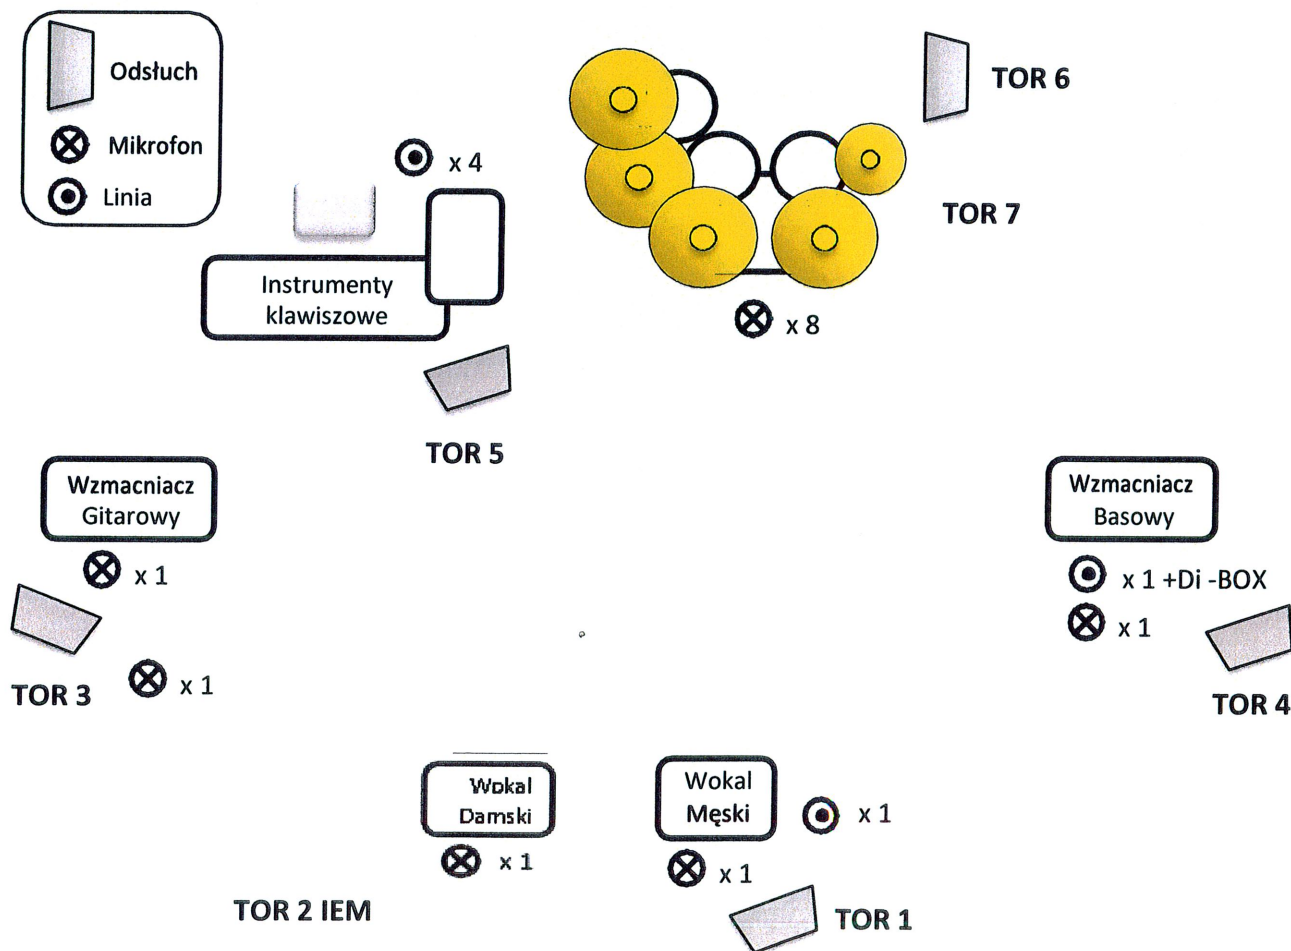 Odsłuch
Mikrofon
Linia
x 4
TOR 6
TOR 7
Instrumenty
klawiszowe
x 8
TOR 5
Wzmacniacz
Gitarowy
x 1
TOR 3
x 1
Wzmacniacz
Basowy
x 1 +Di -BOX
x 1
TOR 4
Wokal
Damski
x 1
Wokal
Męski
x 1
x 1
TOR 2 IEM
TOR 1